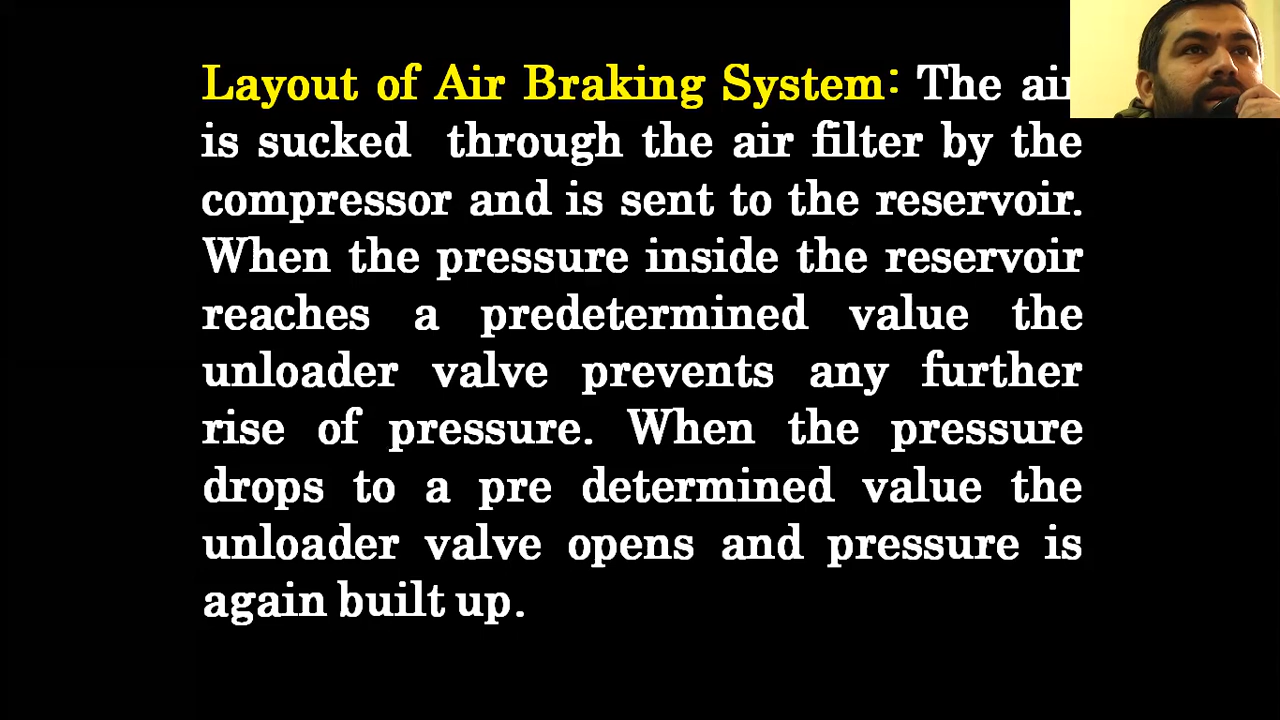 Layout of Air Braking System: The air
is sucked through the air filter by the
compressor and is sent to the reservoir.
When the pressure inside the reservoir
reaches a predetermined value the
unloader valve prevents any further
rise of pressure. When the pressure
drops to a pre determined value the
unloader valve opens and pressure is
again built up.